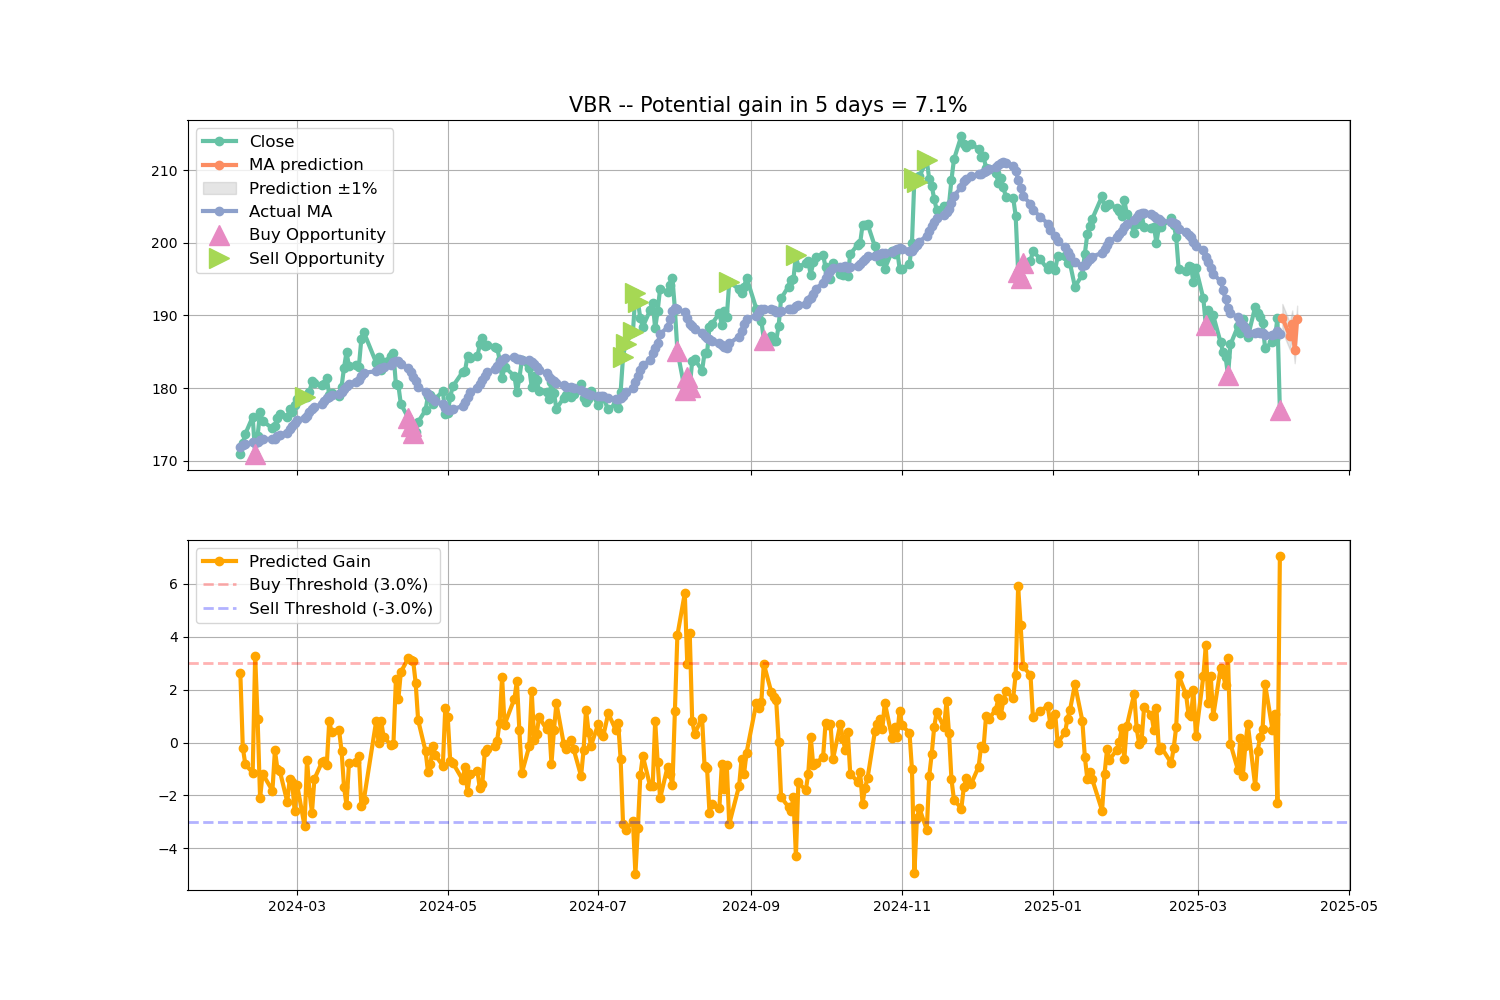 VBR -- Potential gain in 5 days = 7.1%
Close
MA prediction
Prediction ±1%
Actual MA
Buy Opportunity
Sell Opportunity
210
200
190
180
170
Predicted Gain
Buy Threshold (3.0%)
Sell Threshold (-3.0%)
6
4
2
0
−2
−4
2024-03 2024-05 2024-07 2024-09 2024-11 2025-01 2025-03 2025-05